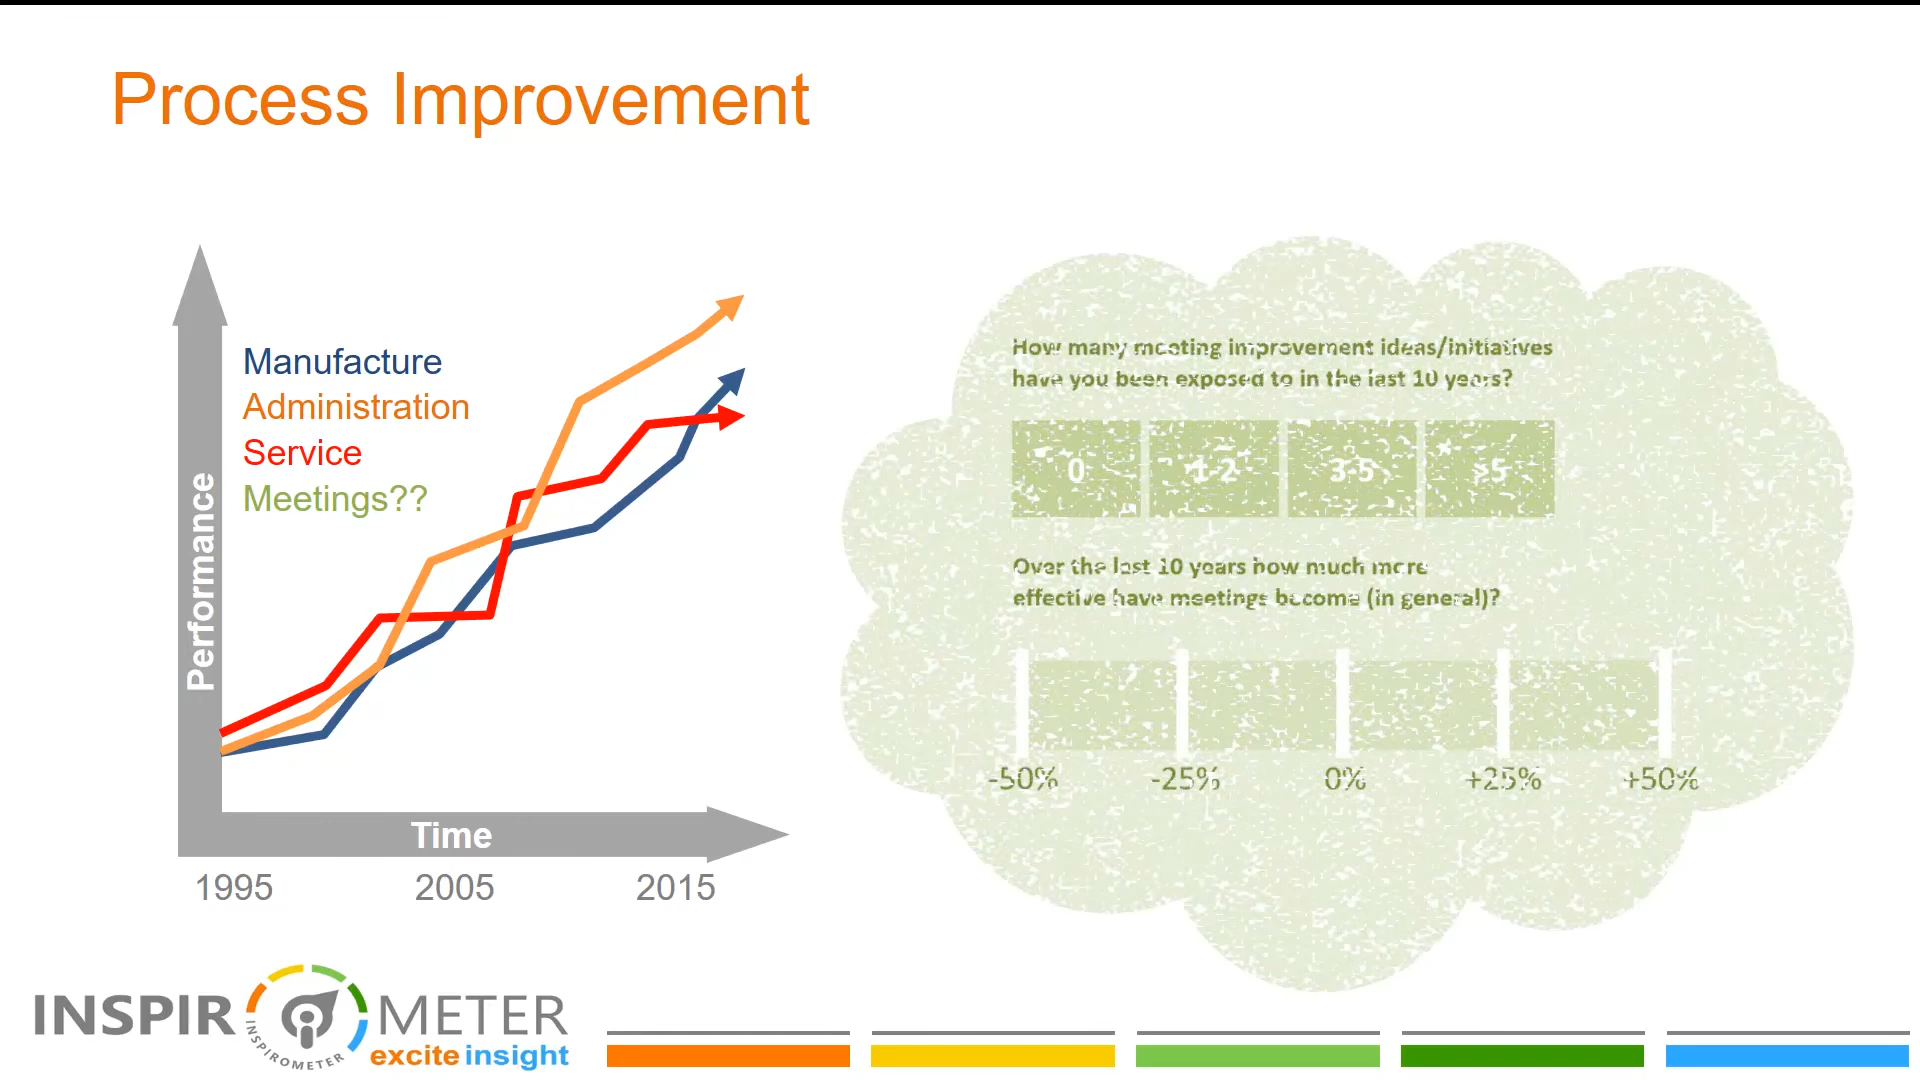 Process Improvement
Manufacture
Administration
Service
Meetings??
Performance
Time
1995 2005 2015
How many meeting improvement ideas/initiatives
have you been exposed to in the last 10 years?
0 1-2 3-5 >5
Over the last 10 years how much more
effective have meetings become (in general)?
-50% -25% 0% +25% +50%
INSPIR METER
INSPIROMETER
excite insight